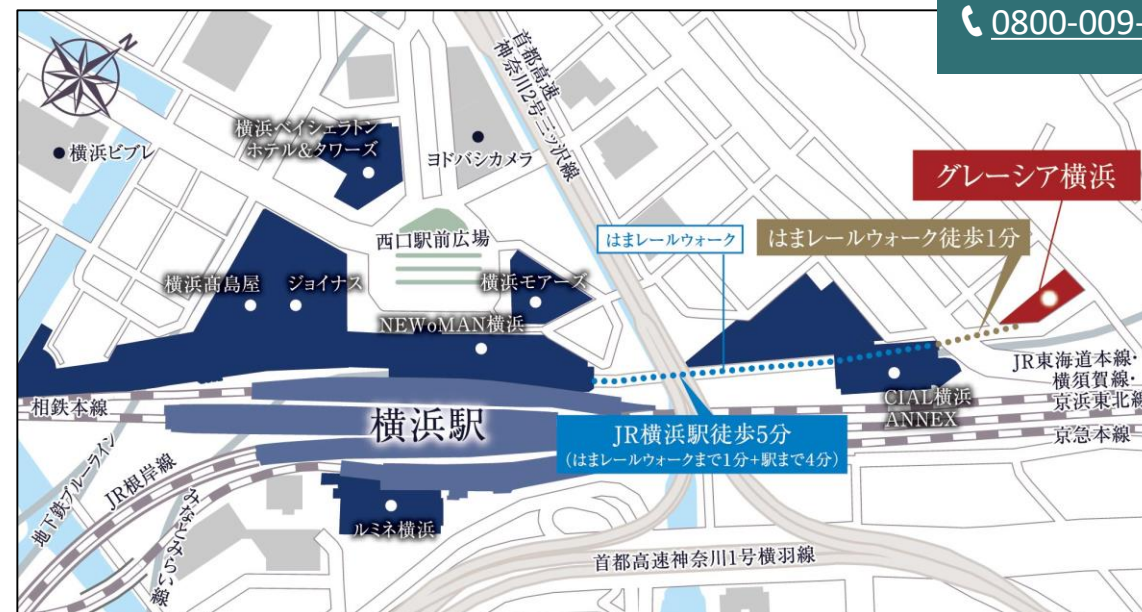 0800-009-
N
首都高速
神奈川2号三ツ沢線
横浜ベイシェラトン
ホテル&タワーズ
横浜ビブレ
ヨドバシカメラ
グレーシア横浜
西口駅前広場
はまレールウォーク
はまレールウォーク徒歩1分
横浜髙島屋
ジョイナス
横浜モアーズ
NEWoMAN横浜
JR東海道本線・
横須賀線・
京浜東北線
相鉄本線
CIAL横浜
ANNEX
横浜駅
JR横浜駅徒歩5分
(はまレールウォークまで1分+駅まで4分)
京急本線
地下鉄ブルーライン
JR根岸線
みなとみらい線
ルミネ横浜
首都高速神奈川1号横羽線